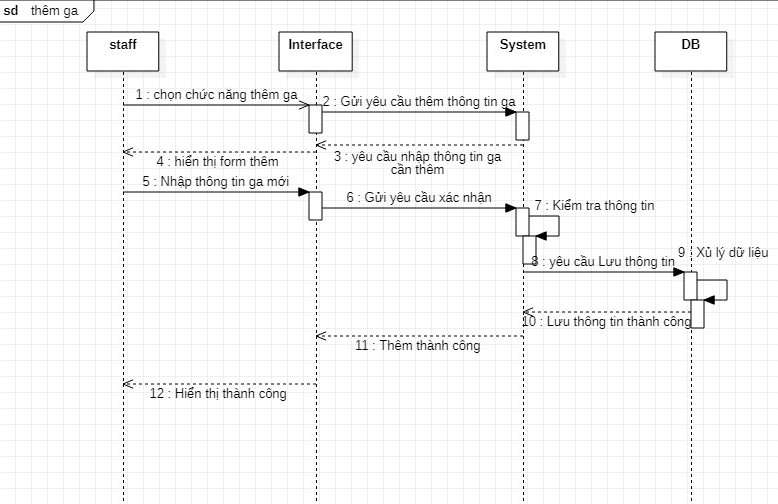 sd thêm ga
staff
Interface
System
DB
1 : chọn chức năng thêm ga
2 : Gửi yêu cầu thêm thông tin ga
3 : yêu cầu nhập thông tin ga
cần thêm
4 : hiển thị form thêm
5 : Nhập thông tin ga mới
6 : Gửi yêu cầu xác nhận
7 : Kiểm tra thông tin
8 : yêu cầu Lưu thông tin
9 : Xủ lý dữ liệu
10 : Lưu thông tin thành công
11 : Thêm thành công
12 : Hiển thị thành công